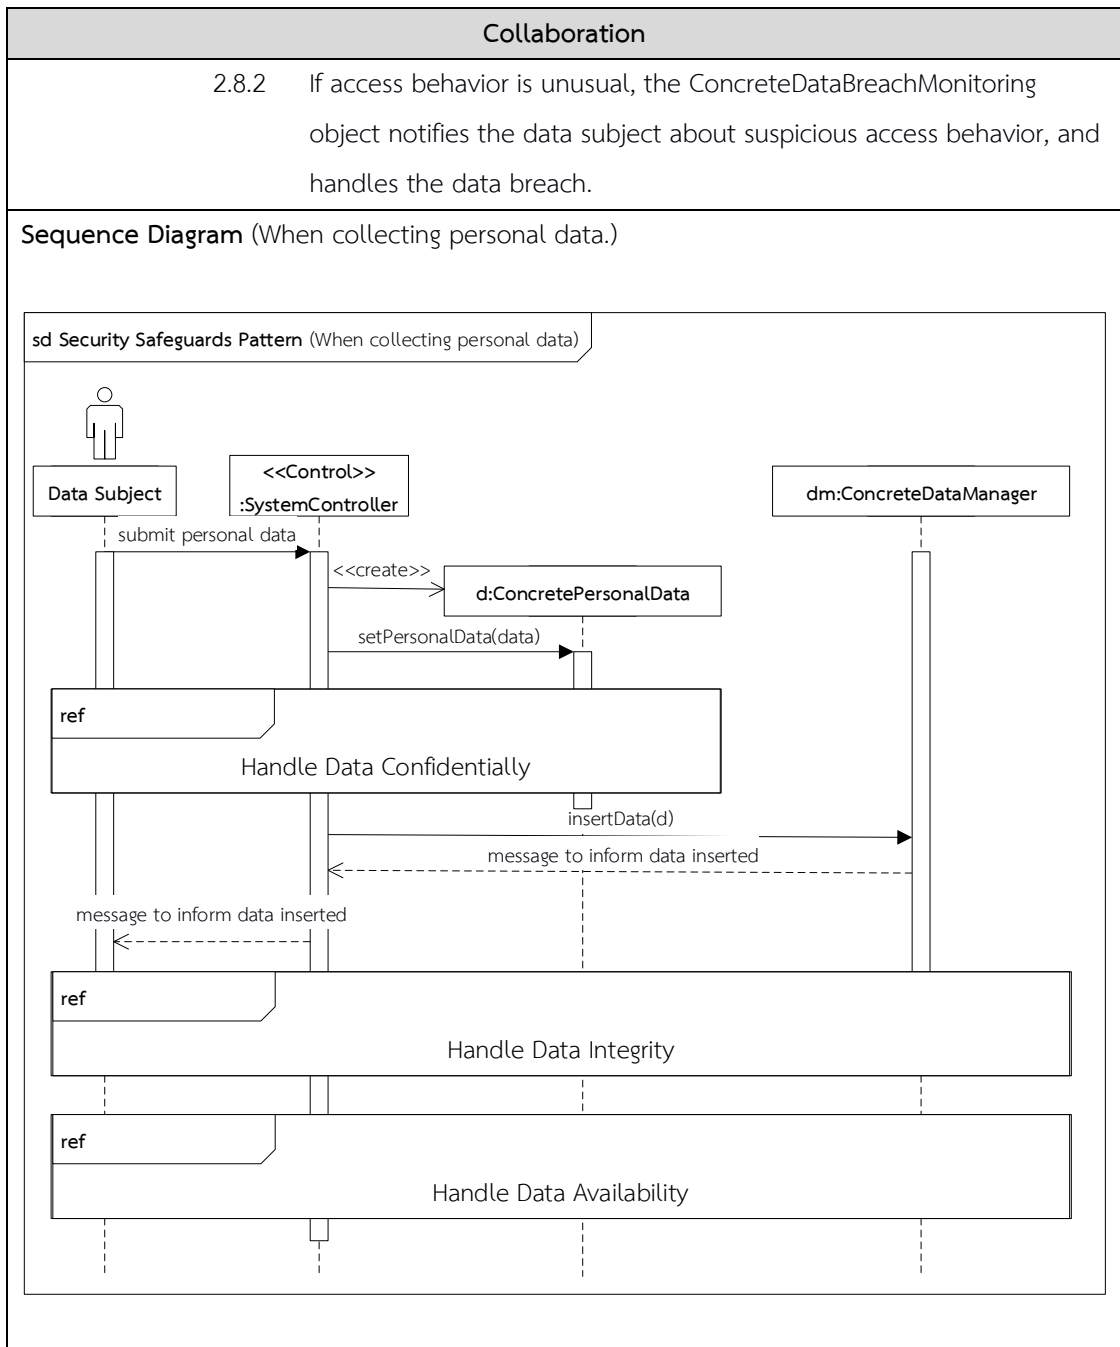 Collaboration
2.8.2 If access behavior is unusual, the ConcreteDataBreachMonitoring
object notifies the data subject about suspicious access behavior, and
handles the data breach.
Sequence Diagram (When collecting personal data.)
sd Security Safeguards Pattern (When collecting personal data)
Data Subject
<<Control>>
:SystemController
dm:ConcreteDataManager
submit personal data
<<create>>
d:ConcretePersonalData
setPersonalData(data)
ref
Handle Data Confidentially
insertData(d)
message to inform data inserted
message to inform data inserted
ref
Handle Data Integrity
ref
Handle Data Availability